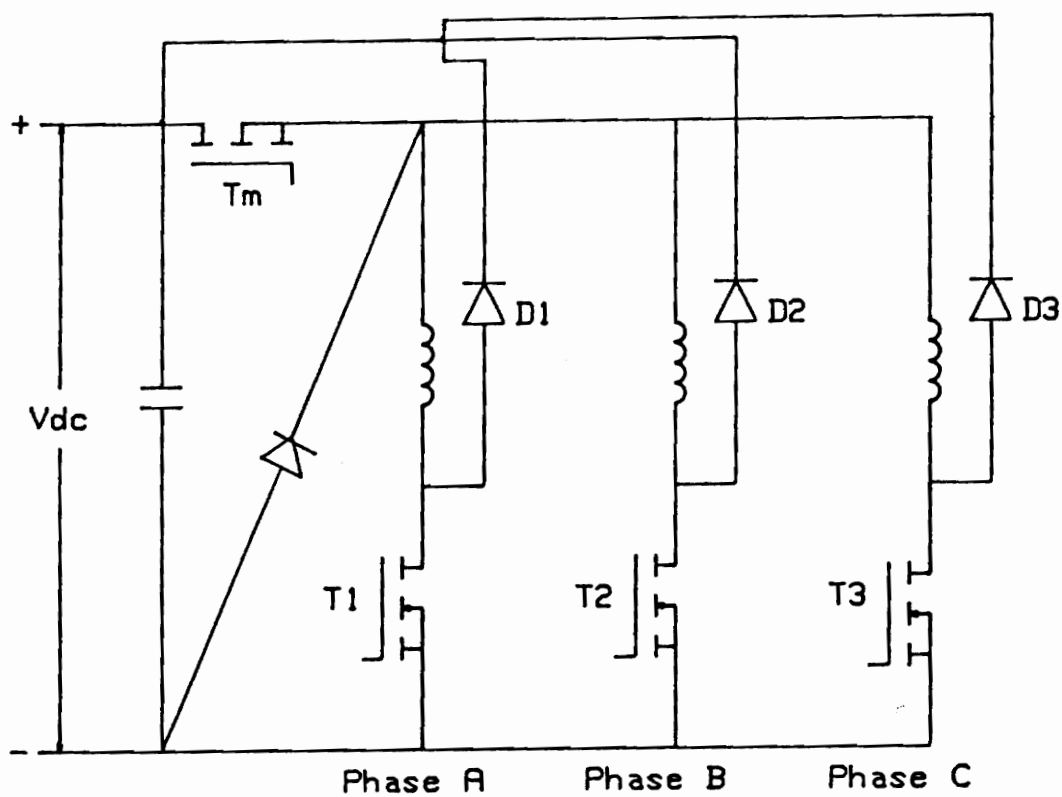 +
Tm
D1
D2
D3
Vdc
T1
T2
T3
-
Phase A
Phase B
Phase C